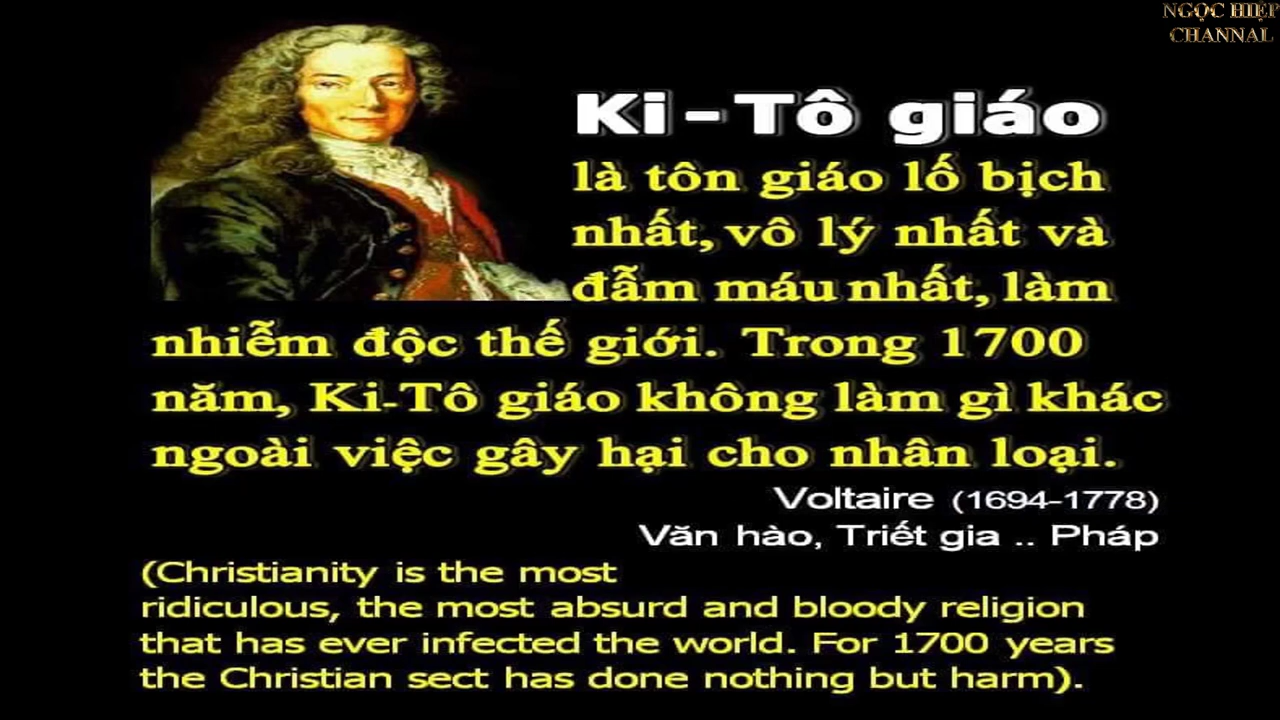 NGỌC HIỆP
CHANNAL
Ki-Tô giáo
là tôn giáo lố bịch
nhất, vô lý nhất và
đẫm máu nhất, làm
nhiễm độc thế giới. Trong 1700
năm, Ki-Tô giáo không làm gì khác
ngoài việc gây hại cho nhân loại.
Voltaire (1694-1778)
Văn hào, Triết gia .. Pháp
(Christianity is the most
ridiculous, the most absurd and bloody religion
that has ever infected the world. For 1700 years
the Christian sect has done nothing but harm).